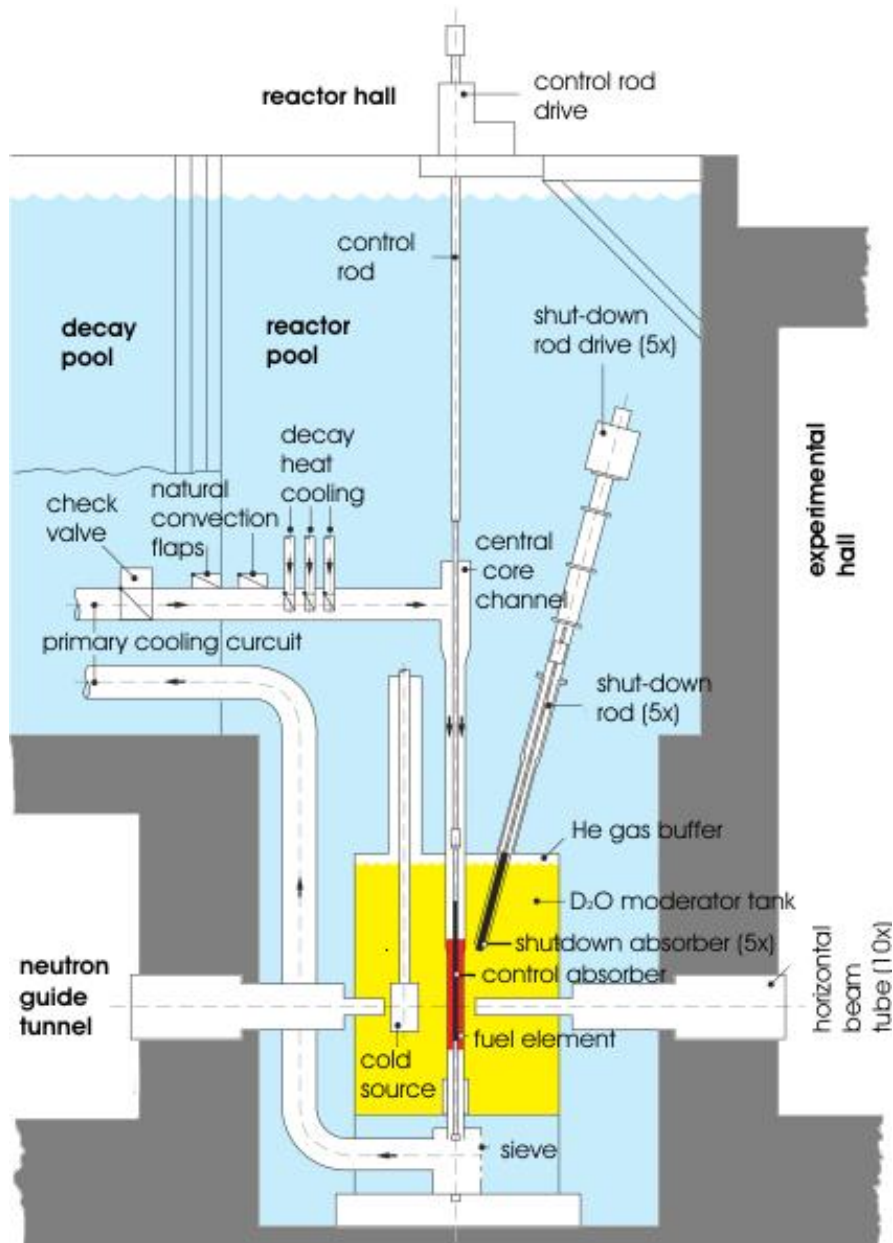 reactor hall
control rod
drive
control
rod
decay
pool
reactor
pool
shut-down
rod drive (5x)
decay
heat
cooling
natural
convection
flaps
check
valve
central
core
channel
experimental
hall
primary cooling curcuit
shut-down
rod (5x)
He gas buffer
D₂O moderator tank
shutdown absorber (5x)
control absorber
neutron
guide
tunnel
horizontal
beam
tube (10x)
fuel element
cold
source
sieve